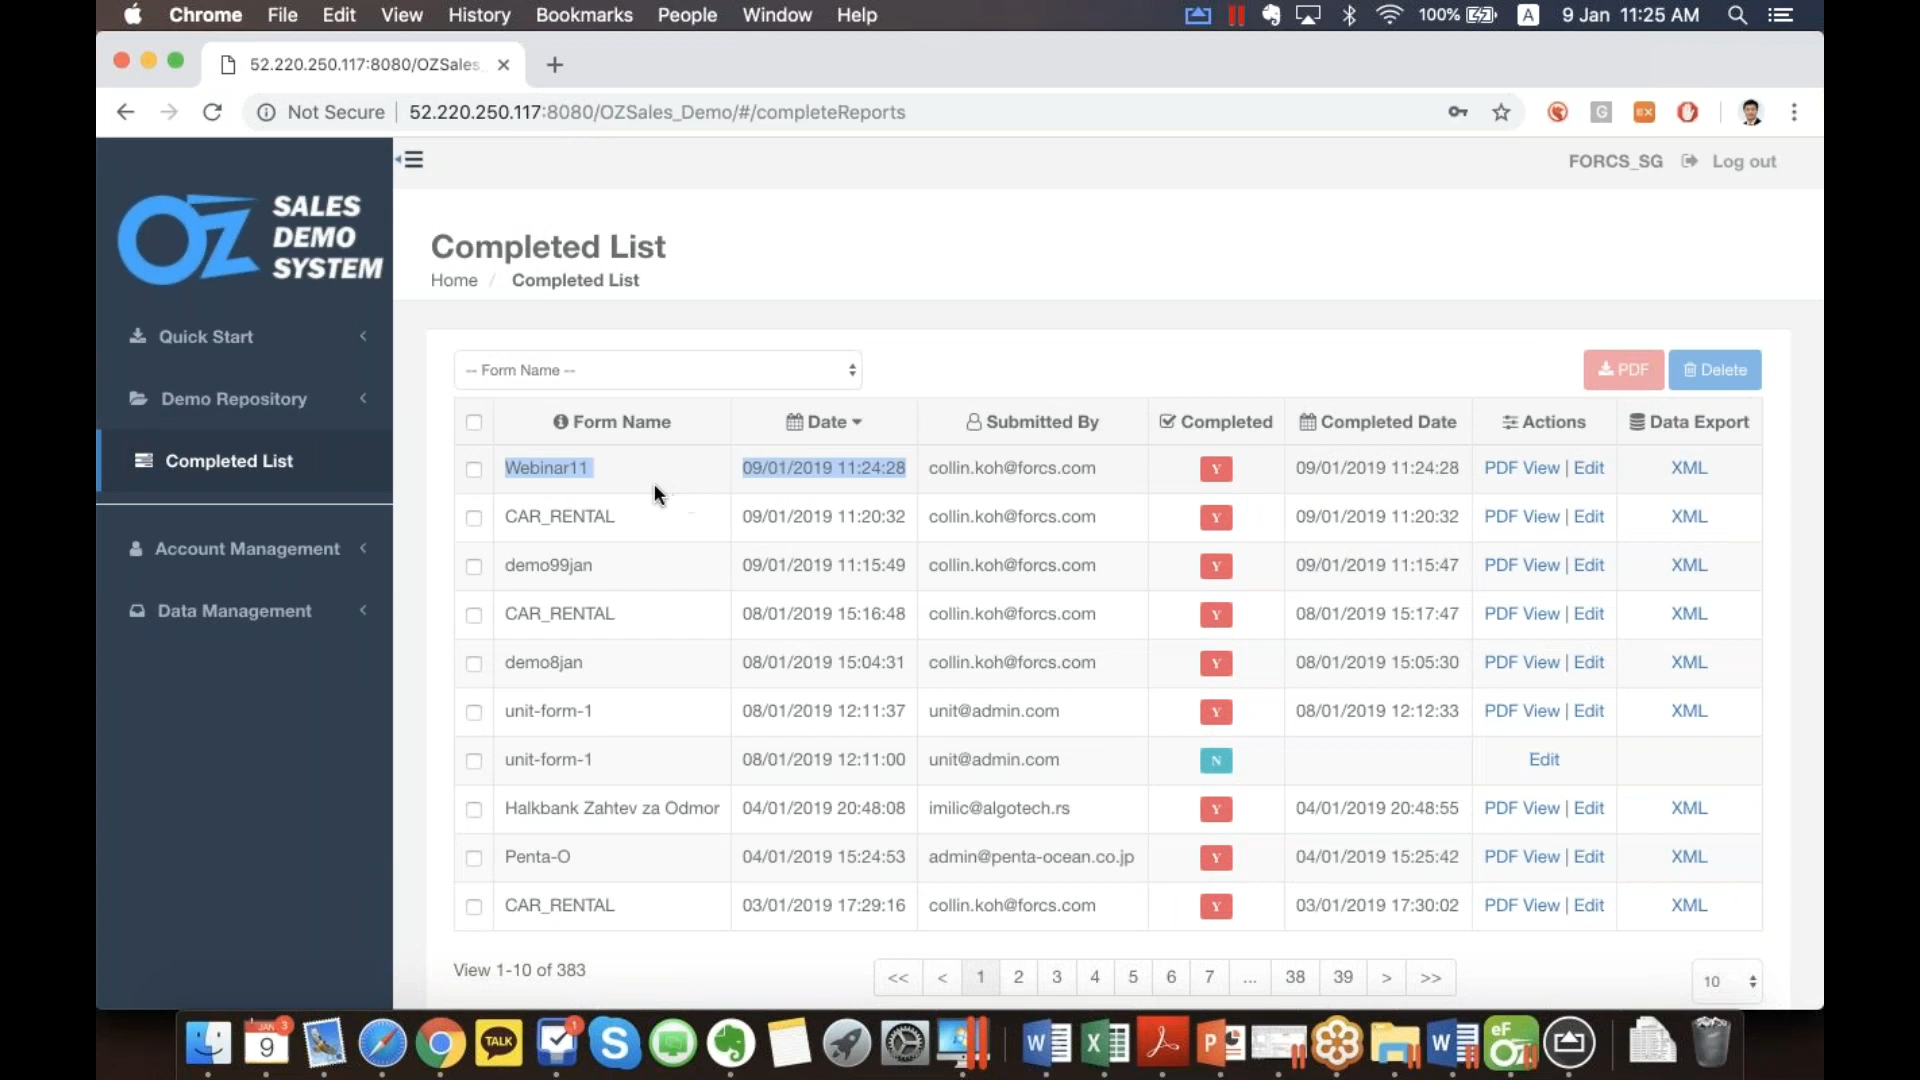 Chrome File Edit View History Bookmarks People Window Help 100% A 9 Jan 11:25 AM
52.220.250.117:8080/OZSales
Not Secure 52.220.250.117:8080/OZSales_Demo/#/completeReports G EX
FORCS_SG Log out
OZ SALES DEMO SYSTEM
Quick Start
Demo Repository
Completed List
Account Management
Data Management
Completed List
Home / Completed List
-- Form Name -- PDF Delete
Form Name Date Submitted By Completed Completed Date Actions Data Export
Webinar11 09/01/2019 11:24:28 collin.koh@forcs.com Y 09/01/2019 11:24:28 PDF View | Edit XML
CAR_RENTAL 09/01/2019 11:20:32 collin.koh@forcs.com Y 09/01/2019 11:20:32 PDF View | Edit XML
demo99jan 09/01/2019 11:15:49 collin.koh@forcs.com Y 09/01/2019 11:15:47 PDF View | Edit XML
CAR_RENTAL 08/01/2019 15:16:48 collin.koh@forcs.com Y 08/01/2019 15:17:47 PDF View | Edit XML
demo8jan 08/01/2019 15:04:31 collin.koh@forcs.com Y 08/01/2019 15:05:30 PDF View | Edit XML
unit-form-1 08/01/2019 12:11:37 unit@admin.com Y 08/01/2019 12:12:33 PDF View | Edit XML
unit-form-1 08/01/2019 12:11:00 unit@admin.com N Edit
Halkbank Zahtev za Odmor 04/01/2019 20:48:08 imilic@algotech.rs Y 04/01/2019 20:48:55 PDF View | Edit XML
Penta-O 04/01/2019 15:24:53 admin@penta-ocean.co.jp Y 04/01/2019 15:25:42 PDF View | Edit XML
CAR_RENTAL 03/01/2019 17:29:16 collin.koh@forcs.com Y 03/01/2019 17:30:02 PDF View | Edit XML
View 1-10 of 383 << < 1 2 3 4 5 6 7 ... 38 39 > >> 10
JAN 9 3 TALK 1 S W X P W eF OZ